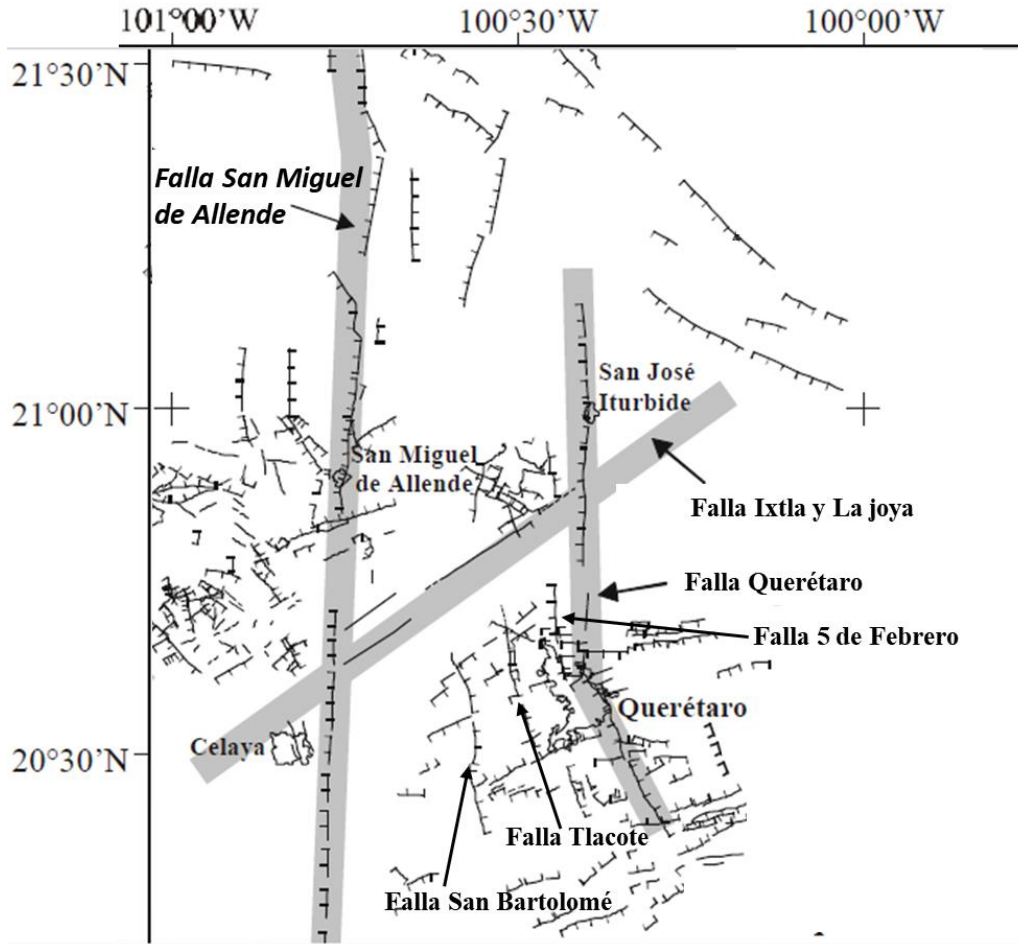 101°00’W
100°30’W
100°00’W
21°30’N
Falla San Miguel
de Allende
San José
Iturbide
21°00’N
San Miguel
de Allende
Falla Ixtla y La joya
Falla Querétaro
Falla 5 de Febrero
Querétaro
Celaya
20°30’N
Falla Tlacote
Falla San Bartolomé